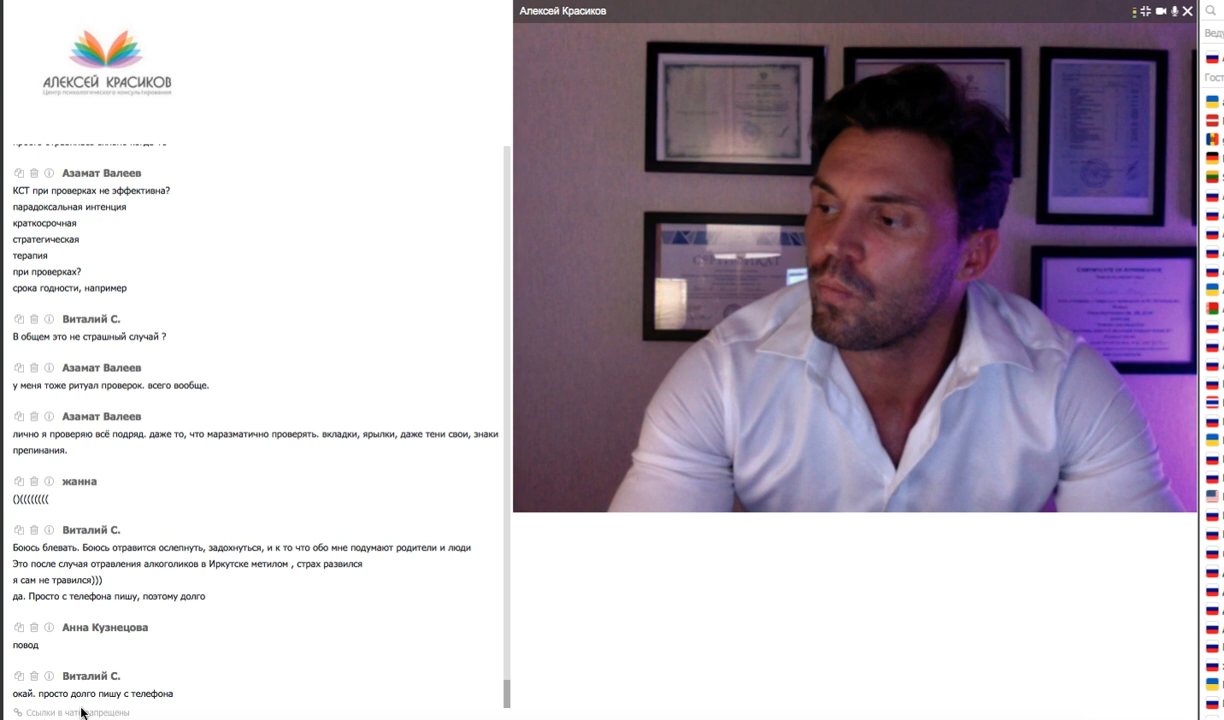 АЛЕКСЕЙ КРАСИКОВ
Центр психологического консультирования
Азамат Валеев
КСТ при проверках не эффективна?
парадоксальная интенция
краткосрочная
стратегическая
терапия
при проверках?
срока годности, например
Виталий С.
В общем это не страшный случай ?
Азамат Валеев
у меня тоже ритуал проверок. всего вообще.
Азамат Валеев
лично я проверяю всё подряд. даже то, что маразматично проверять. вкладки, ярлыки, даже тени свои, знаки
препинания.
жанна
()((((((((
Виталий С.
Боюсь блевать. Боюсь отравится ослепнуть, задохнуться, и к то что обо мне подумают родители и люди
Это после случая отравления алкоголиков в Иркутске метилом , страх развился
я сам не травился)))
да. Просто с телефона пишу, поэтому долго
Анна Кузнецова
повод
Виталий С.
окай. просто долго пишу с телефона
Ссылки в чате запрещены
Алексей Красиков
СЕРТИФИКАТ
Веду
Гост